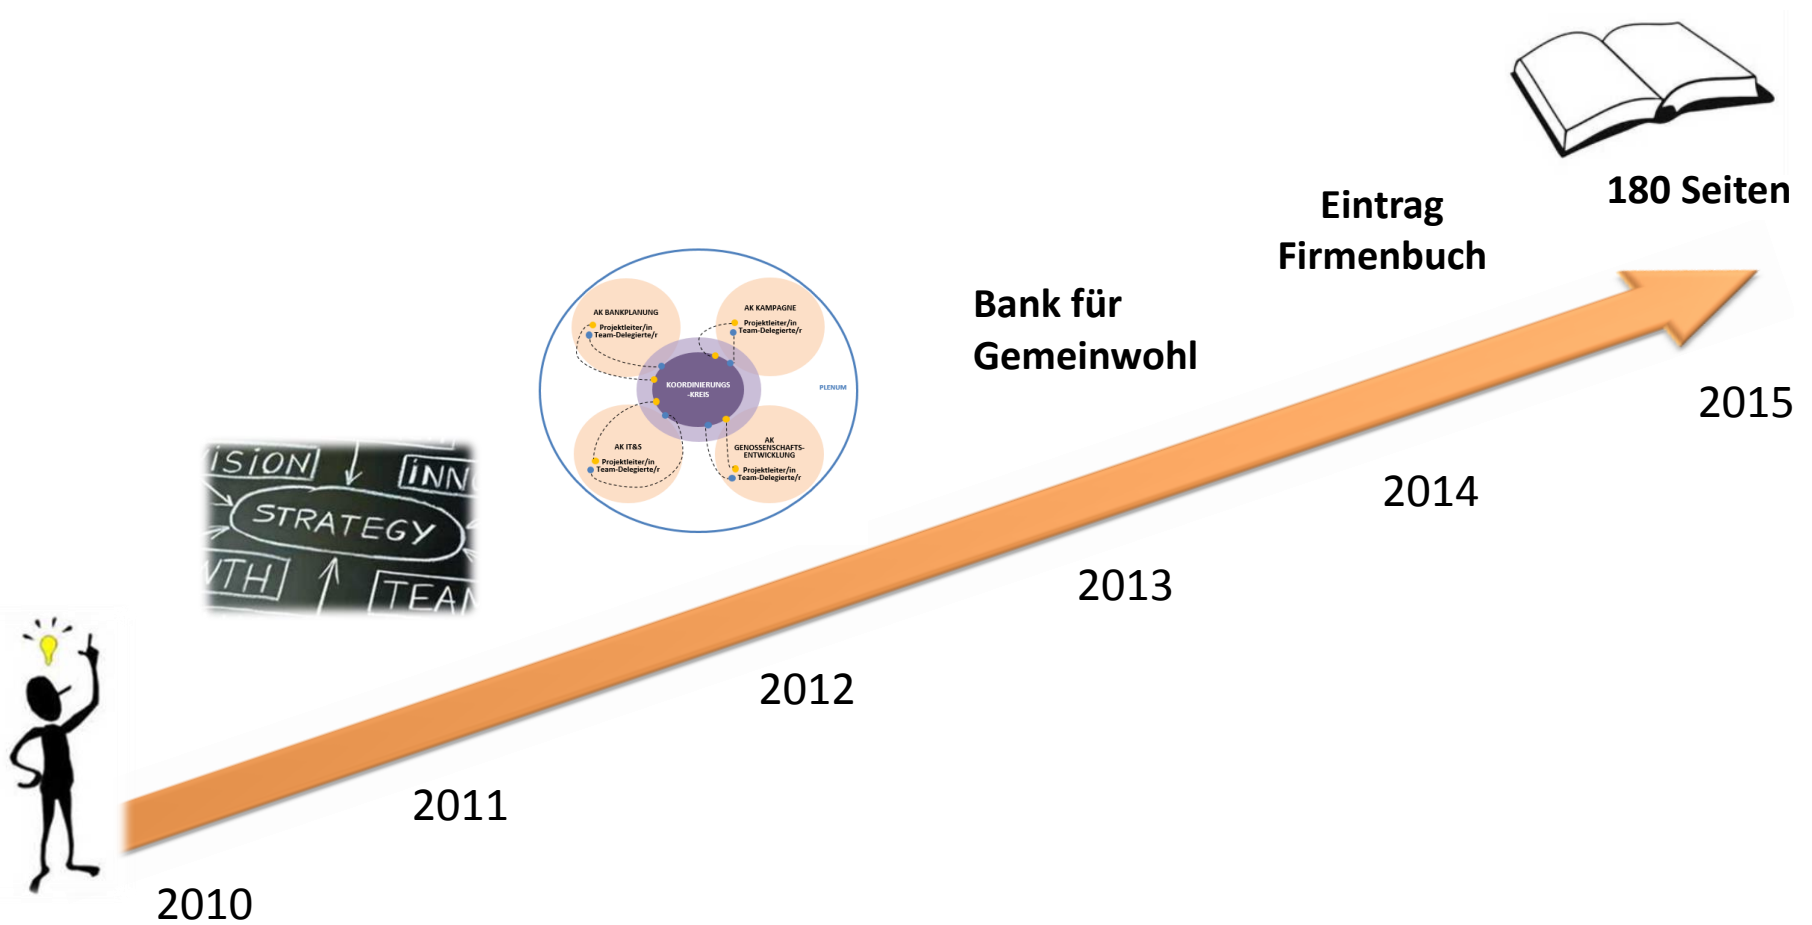 180 Seiten
Eintrag
Firmenbuch
Bank für
Gemeinwohl
AK BANKPLANUNG
Projektleiter/in
Team-Delegierte/r
AK KAMPAGNE
Projektleiter/in
Team-Delegierte/r
KOORDINIERUNGS
-KREIS
PLENUM
AK IT&S
Projektleiter/in
Team-Delegierte/r
AK
GENOSSENSCHAFTS-
ENTWICKLUNG
Projektleiter/in
Team-Delegierte/r
ISION
INN
STRATEGY
WTH
TEAM
2010
2011
2012
2013
2014
2015